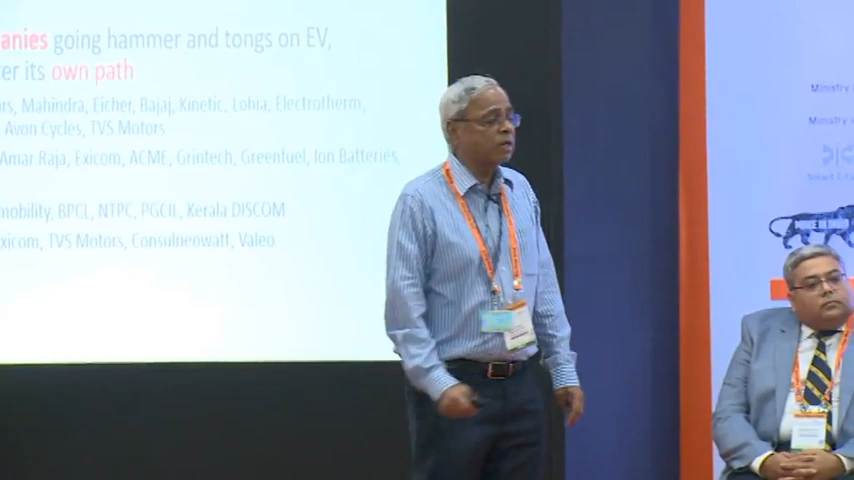 anies going hammer and tongs on EV,
ter its own path
rs, Mahindra, Eicher, Bajaj, Kinetic, Lohia, Electrotherm,
Avon Cycles, TVS Motors
Amar Raja, Exicom, ACME, Grintech, Greenfuel, Ion Batteries,
mobility, BPCL, NTPC, PGCIL, Kerala DISCOM
xicom, TVS Motors, ConsulNeoWatt, Valeo
Ministry
Ministry